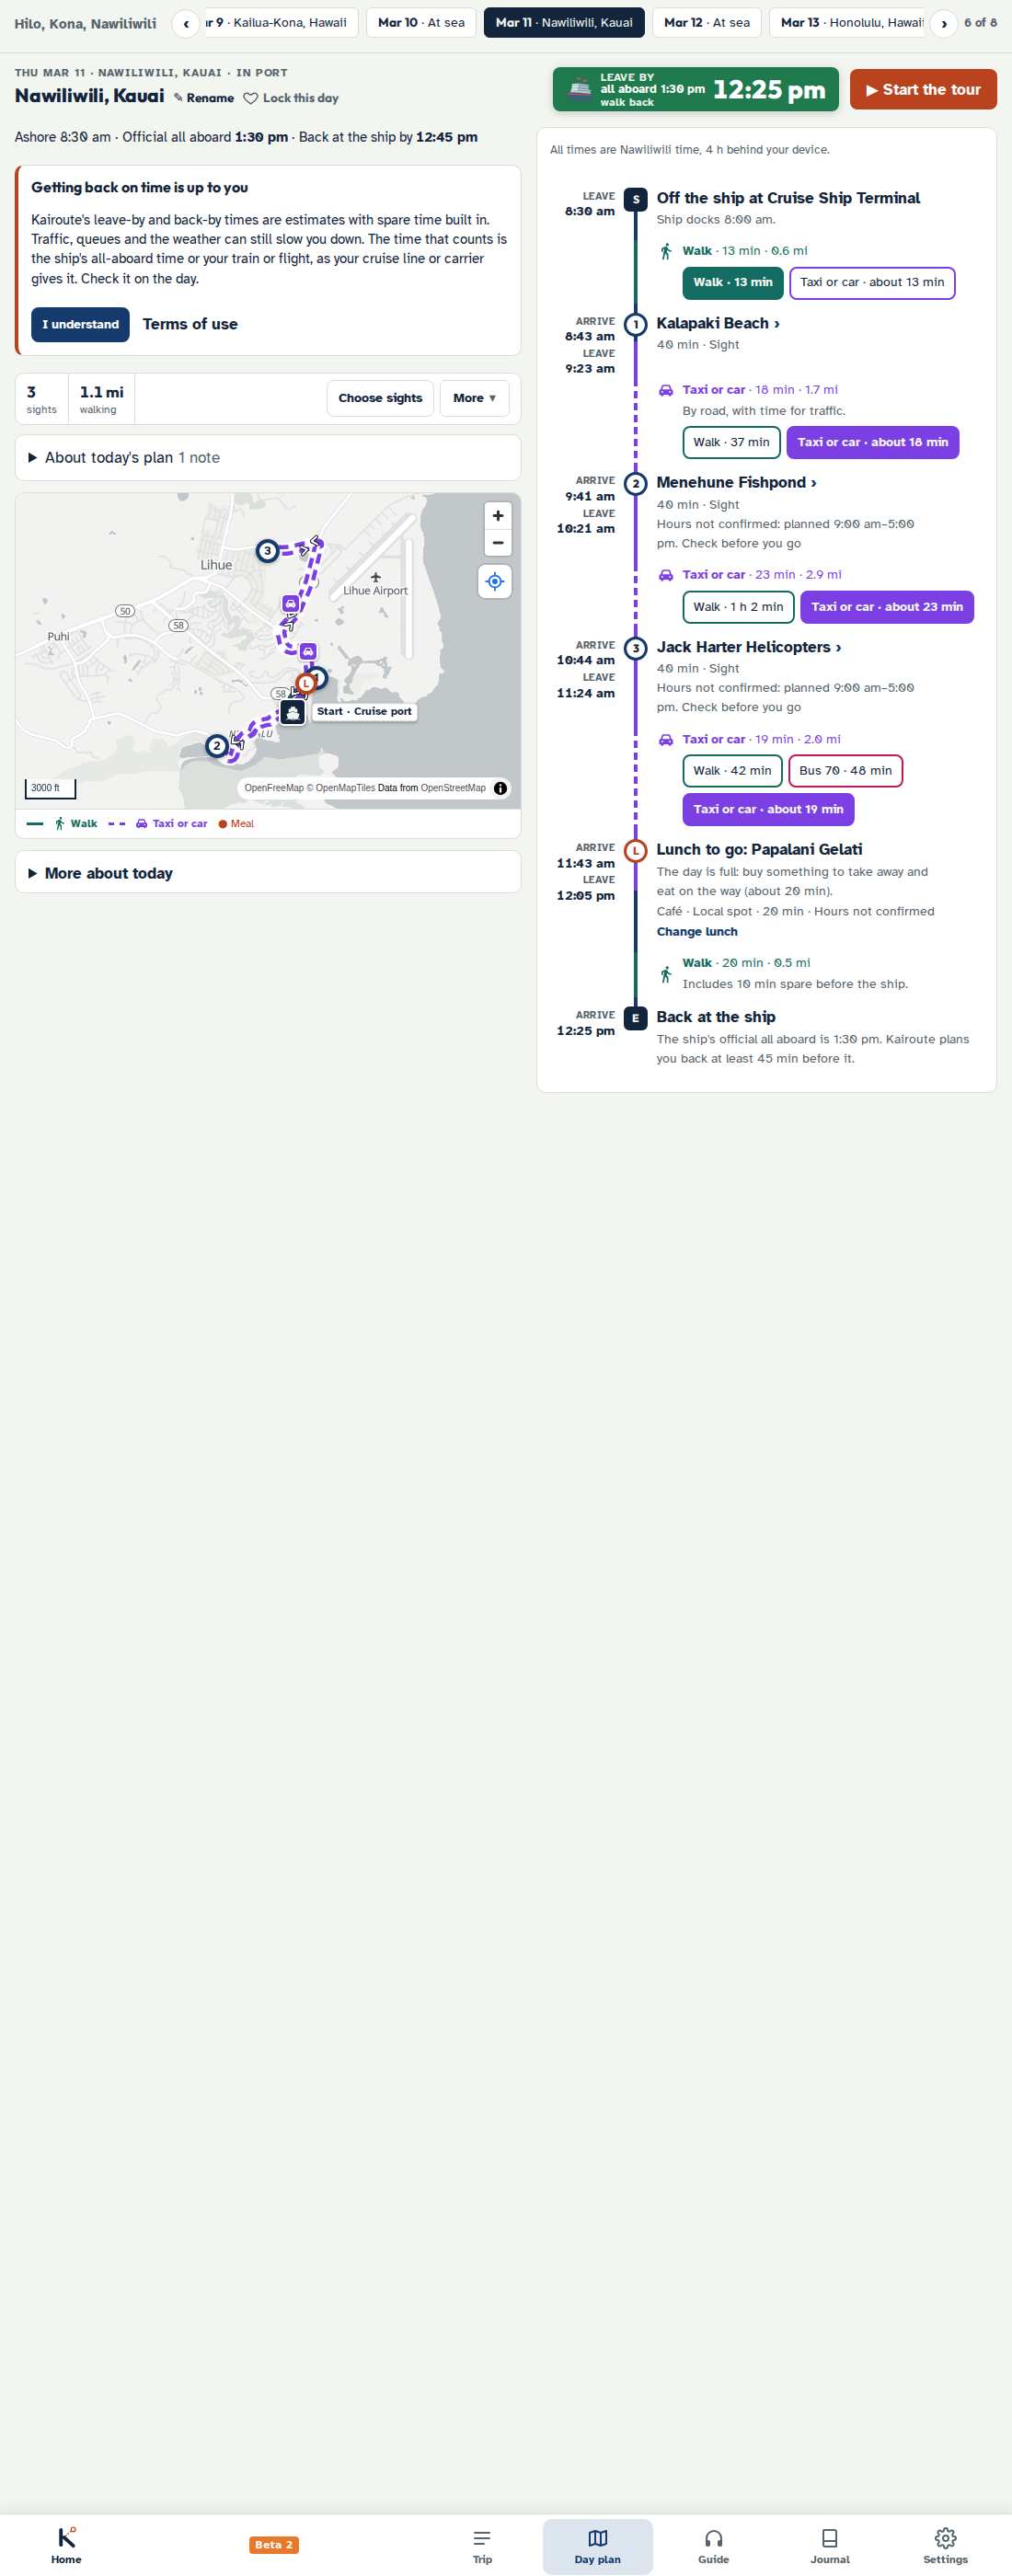 Hilo, Kona, Nawiliwili
‹
r 9 · Kailua-Kona, Hawaii
Mar 10 · At sea
Mar 11 · Nawiliwili, Kauai
Mar 12 · At sea
Mar 13 · Honolulu, Hawaii
›
6 of 8
THU MAR 11 · NAWILIWILI, KAUAI · IN PORT
Nawiliwili, Kauai
✎ Rename
Lock this day
LEAVE BY
all aboard 1:30 pm
walk back
12:25 pm
▶ Start the tour
Ashore 8:30 am · Official all aboard 1:30 pm · Back at the ship by 12:45 pm
Getting back on time is up to you
Kairoute's leave-by and back-by times are estimates with spare time built in.
Traffic, queues and the weather can still slow you down. The time that counts is
the ship's all-aboard time or your train or flight, as your cruise line or carrier
gives it. Check it on the day.
I understand
Terms of use
3
sights
1.1 mi
walking
Choose sights
More ▼
▶ About today's plan 1 note
+
−
Lihue
Lihue Airport
Puhi
50
58
58
3
1
L
2
LU
Start · Cruise port
3000 ft
OpenFreeMap © OpenMapTiles Data from OpenStreetMap
Walk
Taxi or car
Meal
▶ More about today
All times are Nawiliwili time, 4 h behind your device.
LEAVE
8:30 am
S
Off the ship at Cruise Ship Terminal
Ship docks 8:00 am.
Walk · 13 min · 0.6 mi
Walk · 13 min
Taxi or car · about 13 min
ARRIVE
8:43 am
LEAVE
9:23 am
1
Kalapaki Beach ›
40 min · Sight
Taxi or car · 18 min · 1.7 mi
By road, with time for traffic.
Walk · 37 min
Taxi or car · about 18 min
ARRIVE
9:41 am
LEAVE
10:21 am
2
Menehune Fishpond ›
40 min · Sight
Hours not confirmed: planned 9:00 am–5:00
pm. Check before you go
Taxi or car · 23 min · 2.9 mi
Walk · 1 h 2 min
Taxi or car · about 23 min
ARRIVE
10:44 am
LEAVE
11:24 am
3
Jack Harter Helicopters ›
40 min · Sight
Hours not confirmed: planned 9:00 am–5:00
pm. Check before you go
Taxi or car · 19 min · 2.0 mi
Walk · 42 min
Bus 70 · 48 min
Taxi or car · about 19 min
ARRIVE
11:43 am
LEAVE
12:05 pm
L
Lunch to go: Papalani Gelati
The day is full: buy something to take away and
eat on the way (about 20 min).
Café · Local spot · 20 min · Hours not confirmed
Change lunch
Walk · 20 min · 0.5 mi
Includes 10 min spare before the ship.
ARRIVE
12:25 pm
E
Back at the ship
The ship's official all aboard is 1:30 pm. Kairoute plans
you back at least 45 min before it.
Home
Beta 2
Trip
Day plan
Guide
Journal
Settings